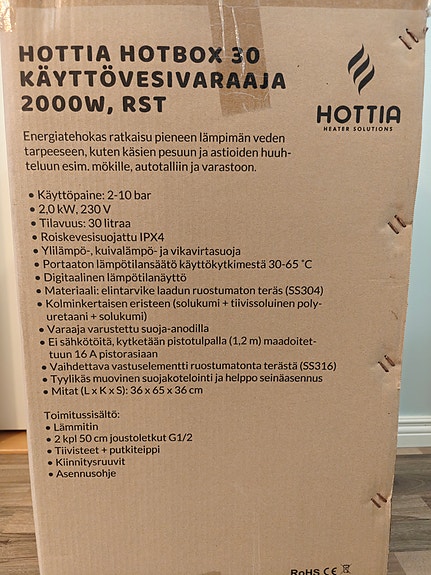 HOTTIA HOTBOX 30
KÄYTTÖVESIVARAAJA
2000W, RST
HOTTIA
HEATER SOLUTIONS
Energiatehokas ratkaisu pieneen lämpimän veden
tarpeeseen, kuten käsien pesuun ja astioiden huuh-
teluun esim. mökille, autotalliin ja varastoon.
• Käyttöpaine: 2-10 bar
• 2,0 kW, 230 V
• Tilavuus: 30 litraa
• Roiskevesisuojattu IPX4
• Ylilämpö-, kuivalämpö- ja vikavirtasuoja
• Portaaton lämpötilansäätö käyttökytkimestä 30-65 °C
• Digitaalinen lämpötilanäyttö
• Materiaali: elintarvike laadun ruostumaton teräs (SS304)
• Kolminkertaisen eristeen (solukumi + tiivissoluinen poly-
uretaani + solukumi)
• Varaaja varustettu suoja-anodilla
• Ei sähkötöitä, kytketään pistotulpalla (1,2 m) maadoitet-
tuun 16 A pistorasiaan
• Vaihdettava vastuselementti ruostumatonta terästä (SS316)
• Tyylikäs muovinen suojakotelointi ja helppo seinäasennus
• Mitat (L x K x S): 36 x 65 x 36 cm
Toimitussisältö:
• Lämmitin
• 2 kpl 50 cm joustoletkut G1/2
• Tiivisteet + putkiteippi
• Kiinnitysruuvit
• Asennusohje
RoHS CE